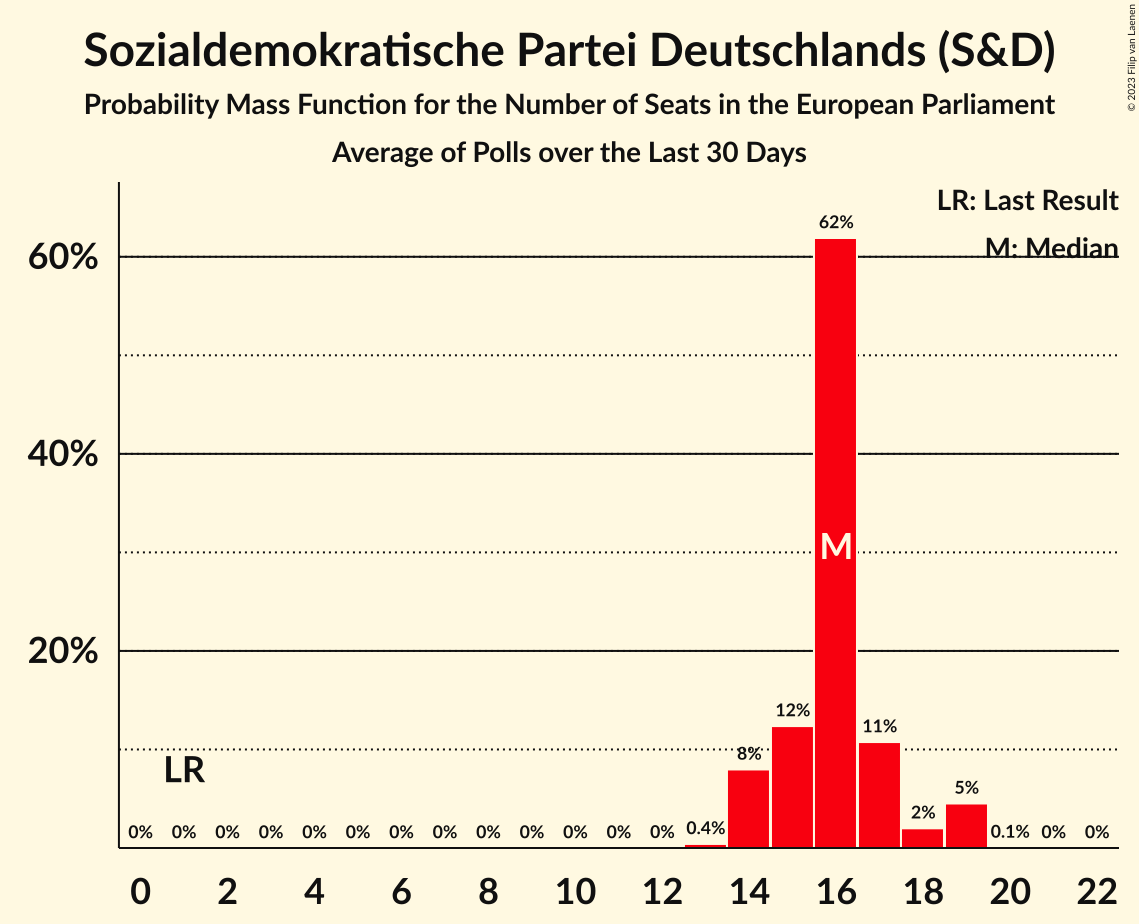 Sozialdemokratische Partei Deutschlands (S&D)
Probability Mass Function for the Number of Seats in the European Parliament
Average of Polls over the Last 30 Days
© 2023 Filip van Laenen
LR: Last Result
M: Median
60%
40%
20%
62%
M
12%
11%
8%
LR
5%
2%
0% 0% 0% 0% 0% 0% 0% 0% 0% 0% 0% 0% 0% 0.4% 0.1% 0% 0%
0 2 4 6 8 10 12 14 16 18 20 22